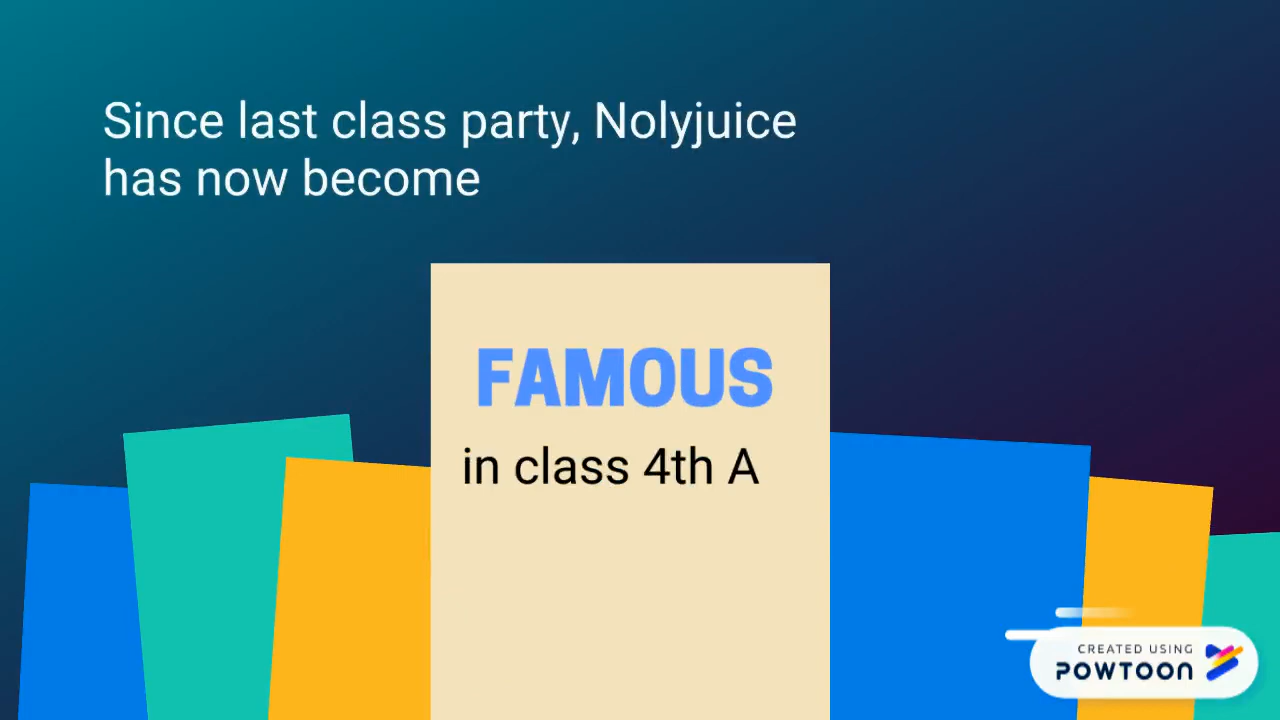 Since last class party, Nolyjuice
has now become
FAMOUS
in class 4th A
CREATED USING
POWTOON